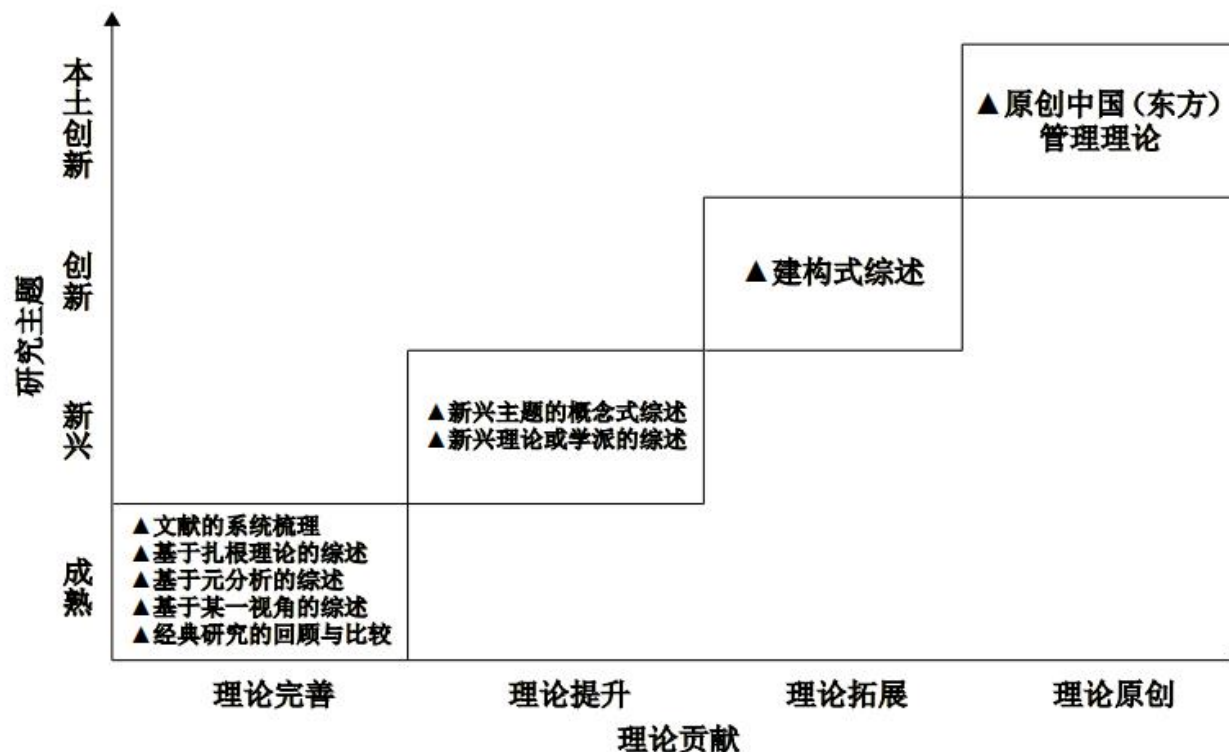 本土创新
▲原创中国（东方）
管理理论
创新
▲建构式综述
研究主题
新兴
▲新兴主题的概念式综述
▲新兴理论或学派的综述
成熟
▲文献的系统梳理
▲基于扎根理论的综述
▲基于元分析的综述
▲基于某一视角的综述
▲经典研究的回顾与比较
理论完善
理论提升
理论拓展
理论原创
理论贡献